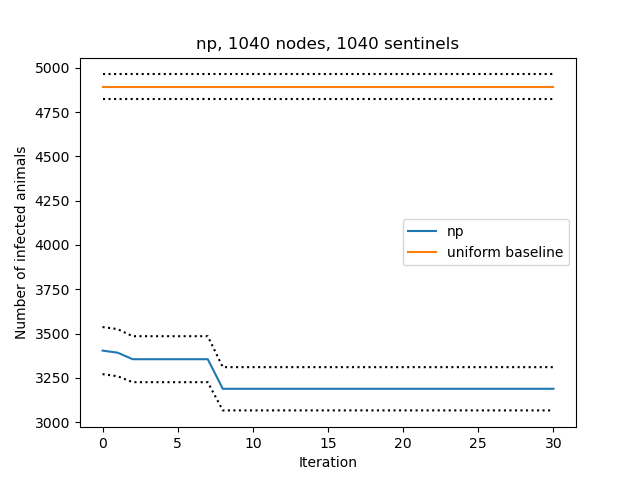 np, 1040 nodes, 1040 sentinels
Number of infected animals
5000
4750
4500
4250
4000
3750
3500
3250
3000
np
uniform baseline
0 5 10 15 20 25 30
Iteration